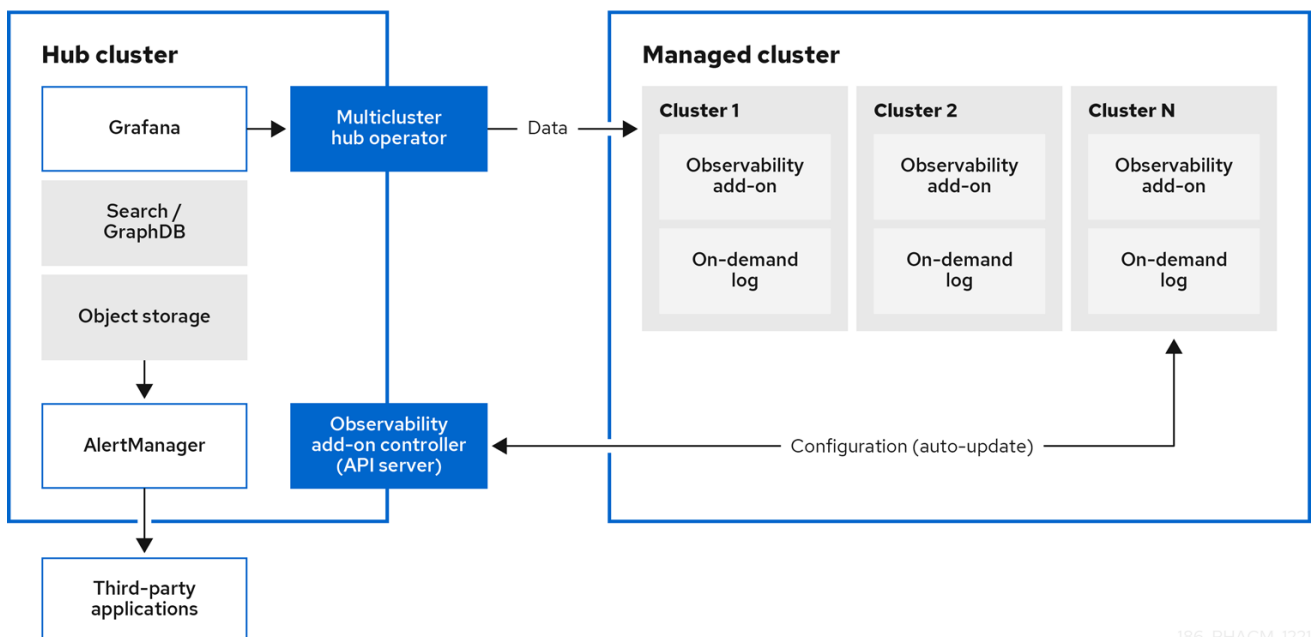 Hub cluster
Grafana
Multicluster
hub operator
Data
Search /
GraphDB
Object storage
AlertManager
Observability
add-on controller
(API server)
Third-party
applications
Managed cluster
Cluster 1
Observability
add-on
On-demand
log
Cluster 2
Observability
add-on
On-demand
log
Cluster N
Observability
add-on
On-demand
log
Configuration (auto-update)
186_RHACM_1221